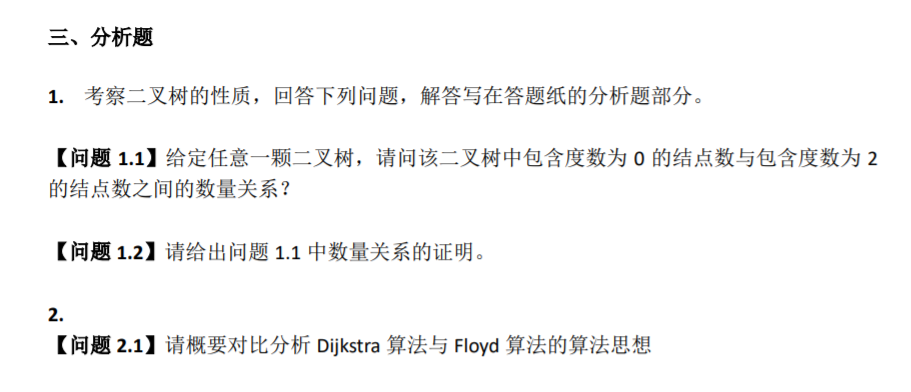 三、分析题
1. 考察二叉树的性质，回答下列问题，解答写在答题纸的分析题部分。
【问题 1.1】给定任意一颗二叉树，请问该二叉树中包含度数为 0 的结点数与包含度数为 2
的结点数之间的数量关系？
【问题 1.2】请给出问题 1.1 中数量关系的证明。
2.
【问题 2.1】请概要对比分析 Dijkstra 算法与 Floyd 算法的算法思想